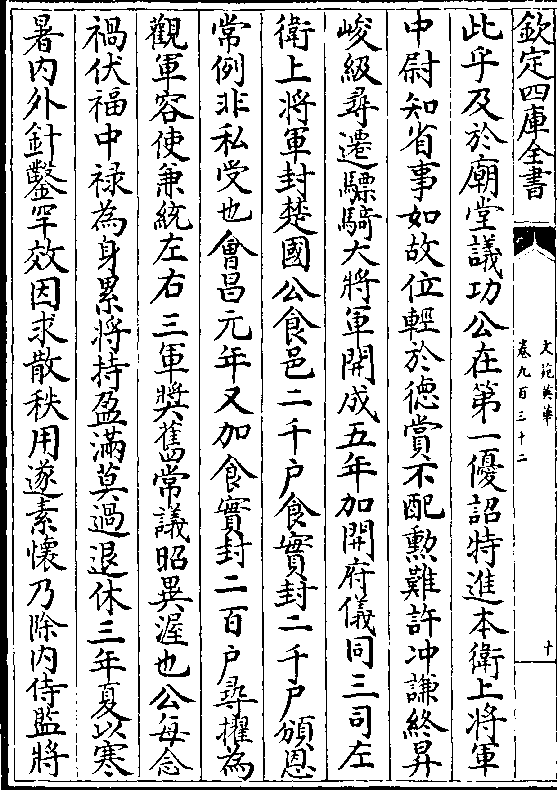 欽定四庫全書
文苑英華
卷九百三十二
十
此乎及於廟堂議功公在第一優詔特進本衛上將軍
中尉知省事如故位輕於德賞不配勲難許冲謙終昇
峻級尋遷驃騎大將軍開成五年加開府儀同三司左
衛上將軍封楚國公食邑二千户食實封二千户頒恩
常例非私受也會昌元年又加食實封二百户尋擢為
觀軍容使兼統左右三軍奬舊常議昭異渥也公每念
禍伏福中禄為身累將持盈滿莫過退休三年夏以寒
暑内外針鑿罕效因求散秩用遂素懷乃除内侍監將